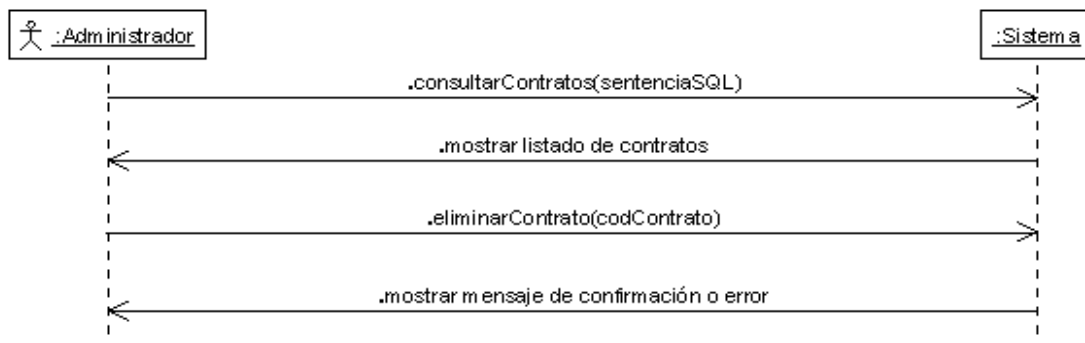 :Administrador
:Sistema
.consultarContratos(sentenciaSQL)
.mostrar listado de contratos
.eliminarContrato(codContrato)
.mostrar mensaje de confirmación o error